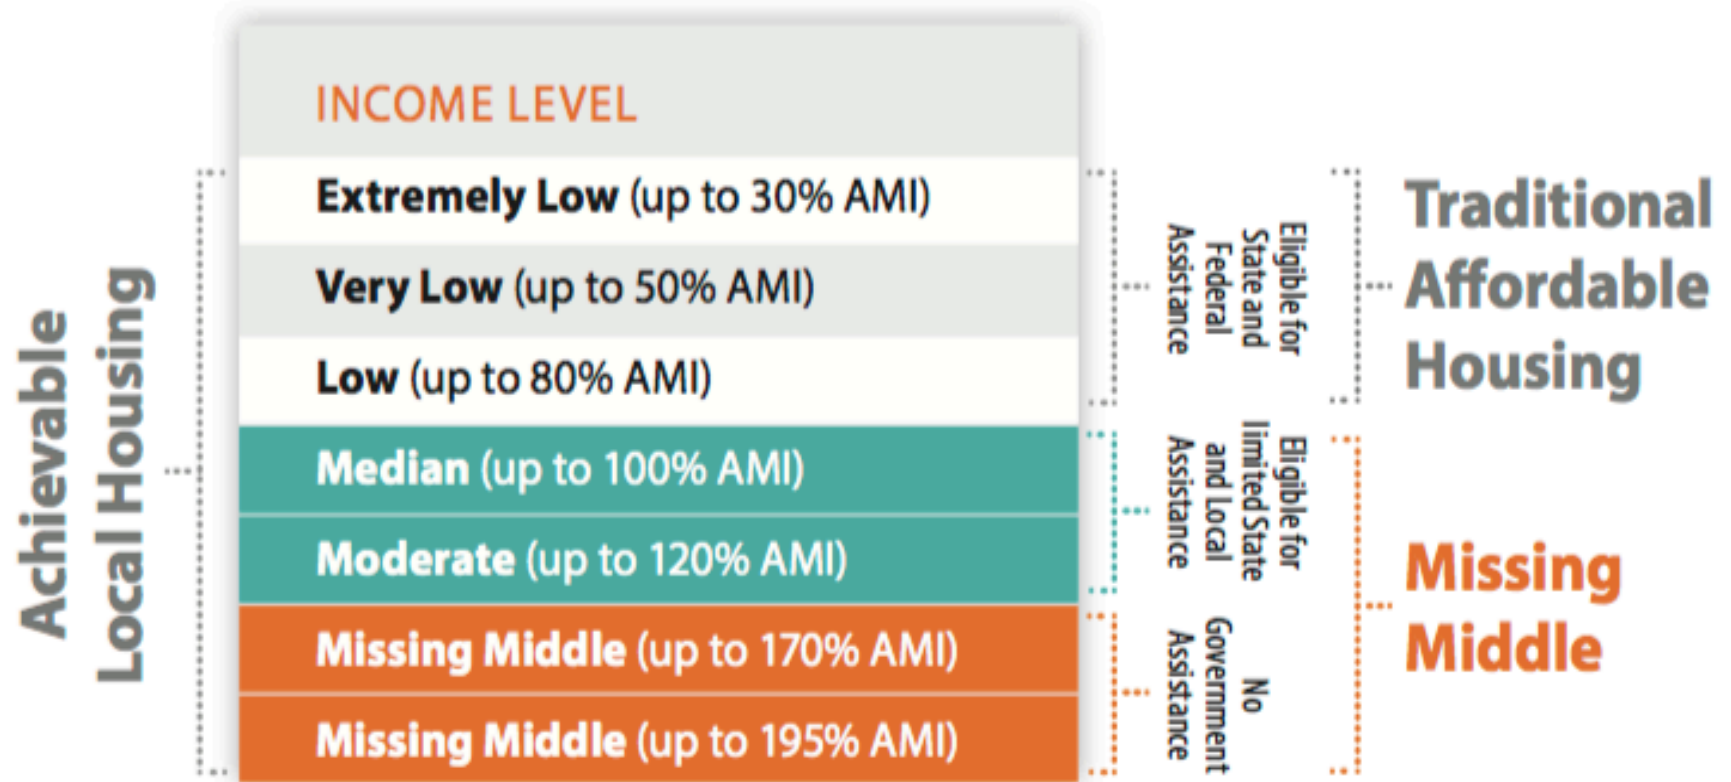 Achievable
Local Housing
INCOME LEVEL
Extremely Low (up to 30% AMI)
Very Low (up to 50% AMI)
Low (up to 80% AMI)
Median (up to 100% AMI)
Moderate (up to 120% AMI)
Missing Middle (up to 170% AMI)
Missing Middle (up to 195% AMI)
Eligible for
State and
Federal
Assistance
Eligible for
limited State
and Local
Assistance
No
Government
Assistance
Traditional
Affordable
Housing
Missing
Middle